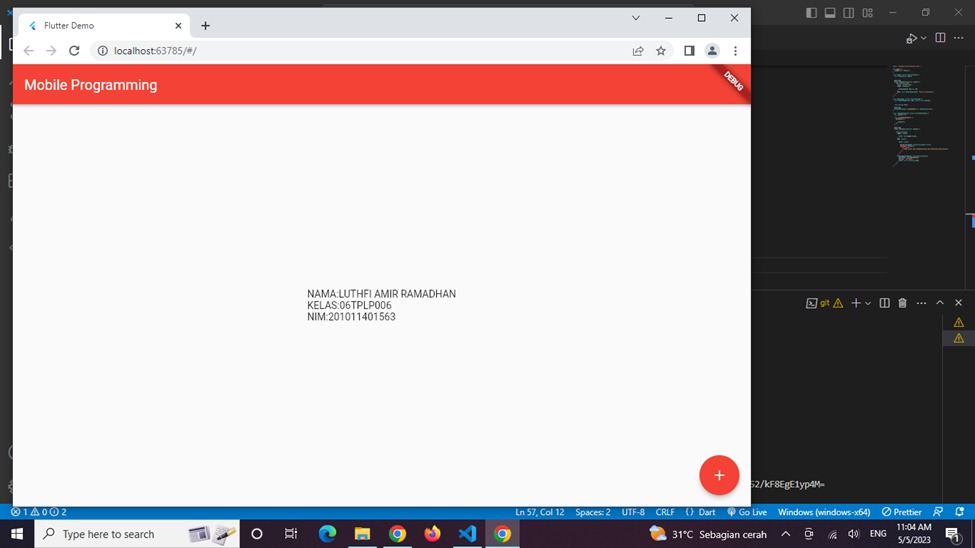 Flutter Demo
localhost:63785/#/
Mobile Programming
DEBUG
NAMA:LUTHFI AMIR RAMADHAN
KELAS:06TPLP006
NIM:201011401563
git
S2/kF8EgE1yp4M=
1 0 2
Ln 57, Col 12
Spaces: 2
UTF-8
CRLF
{ } Dart
Go Live
Windows (windows-x64)
Prettier
Type here to search
31°C Sebagian cerah
ENG
11:04 AM
5/5/2023
1